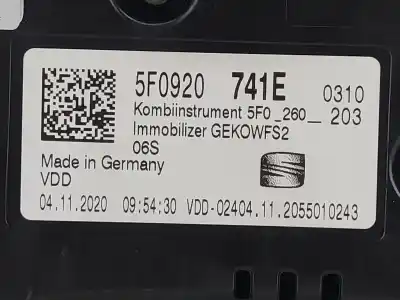 5F0920 741E 0310
Kombiinstrument 5F0_260__ 203
Immobilizer GEKOWFS2
06S
Made in Germany
VDD
04.11.2020 09:54:30 VDD-02404.11.2055010243